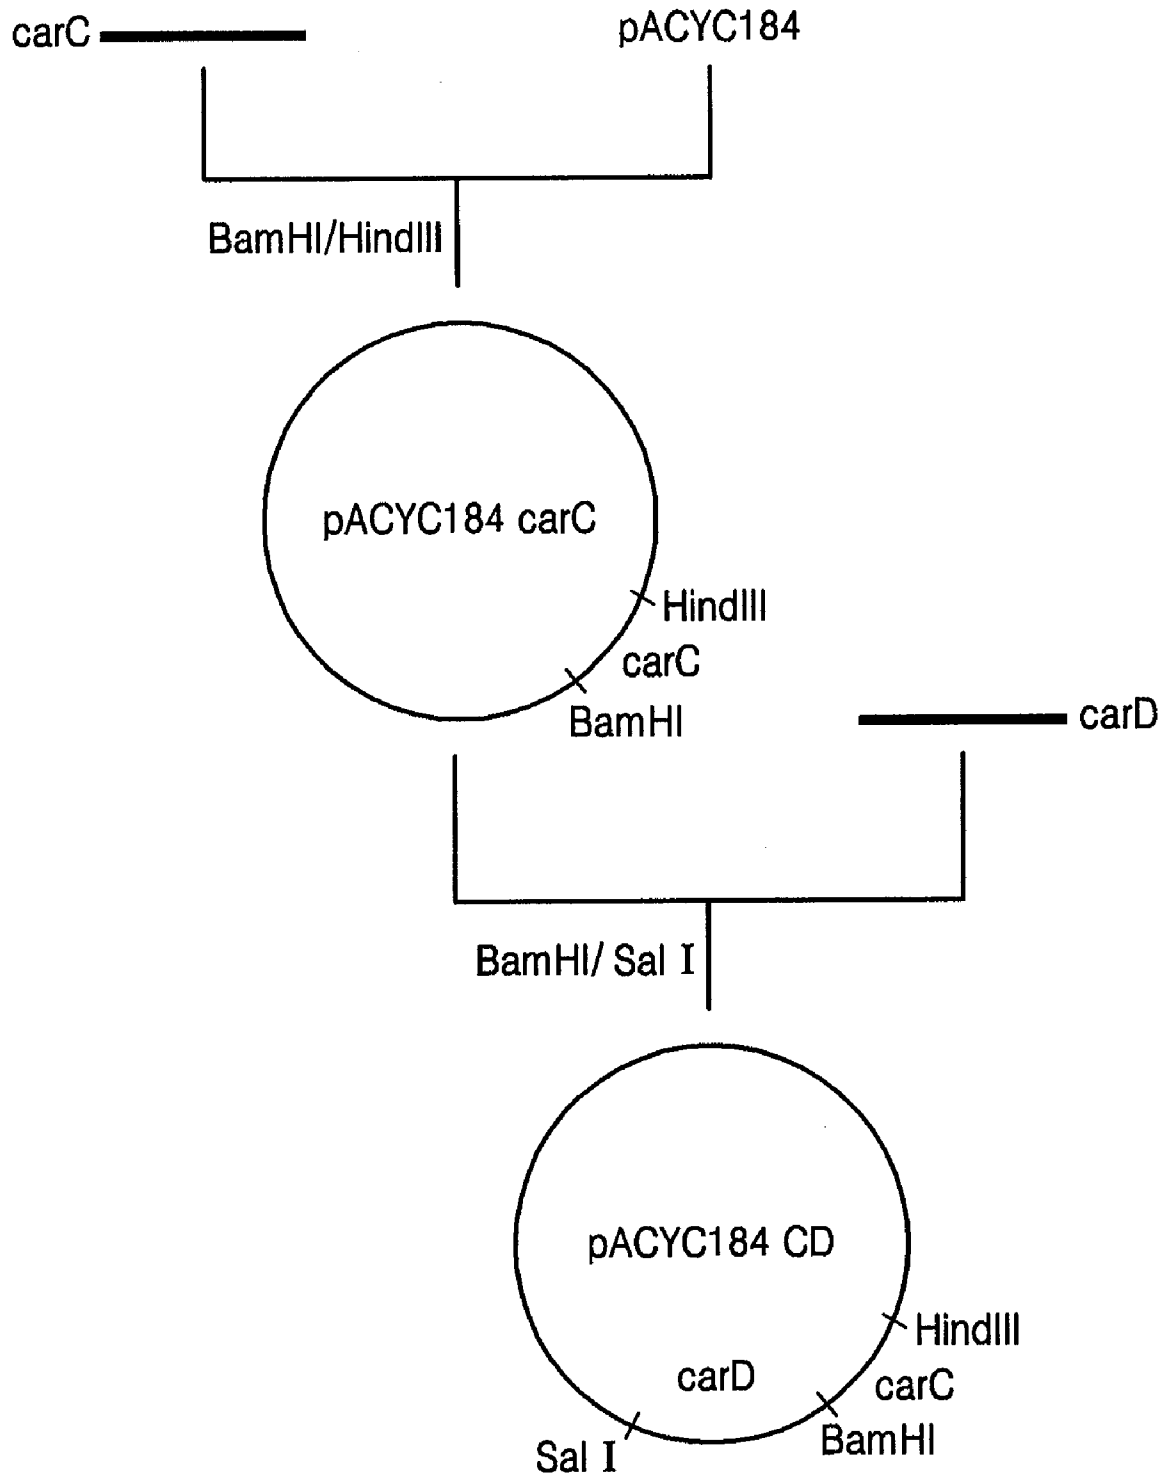 carC
pACYC184
BamHI/HindIII
pACYC184 carC
HindIII
carC
BamHI
carD
BamHI/ Sal I
pACYC184 CD
HindIII
carD
carC
BamHI
Sal I